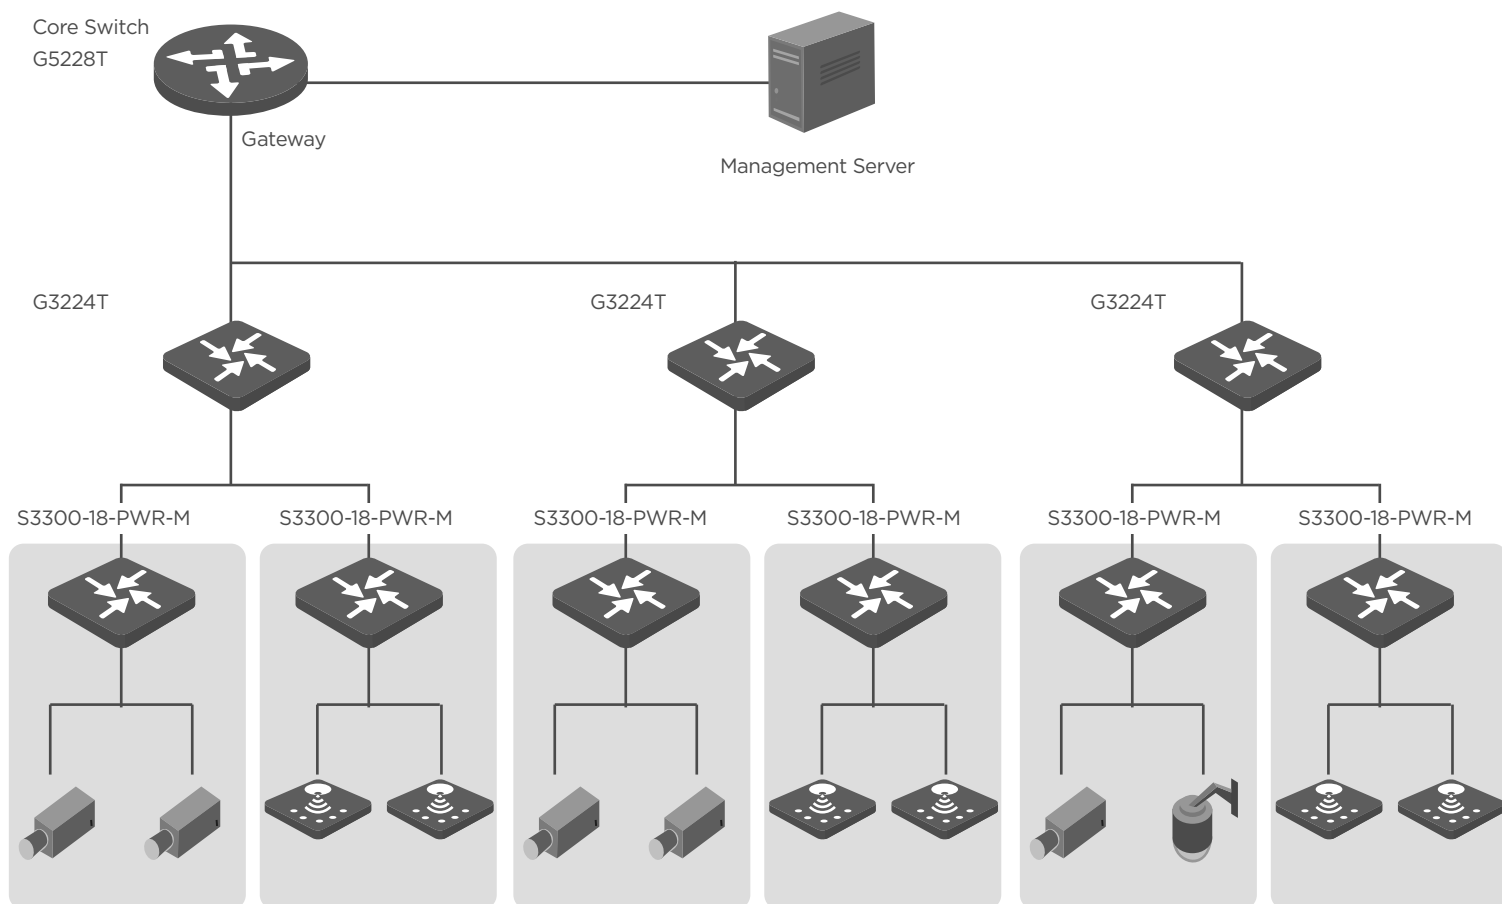 Core Switch
G5228T
Gateway
Management Server
G3224T
G3224T
G3224T
S3300-18-PWR-M
S3300-18-PWR-M
S3300-18-PWR-M
S3300-18-PWR-M
S3300-18-PWR-M
S3300-18-PWR-M